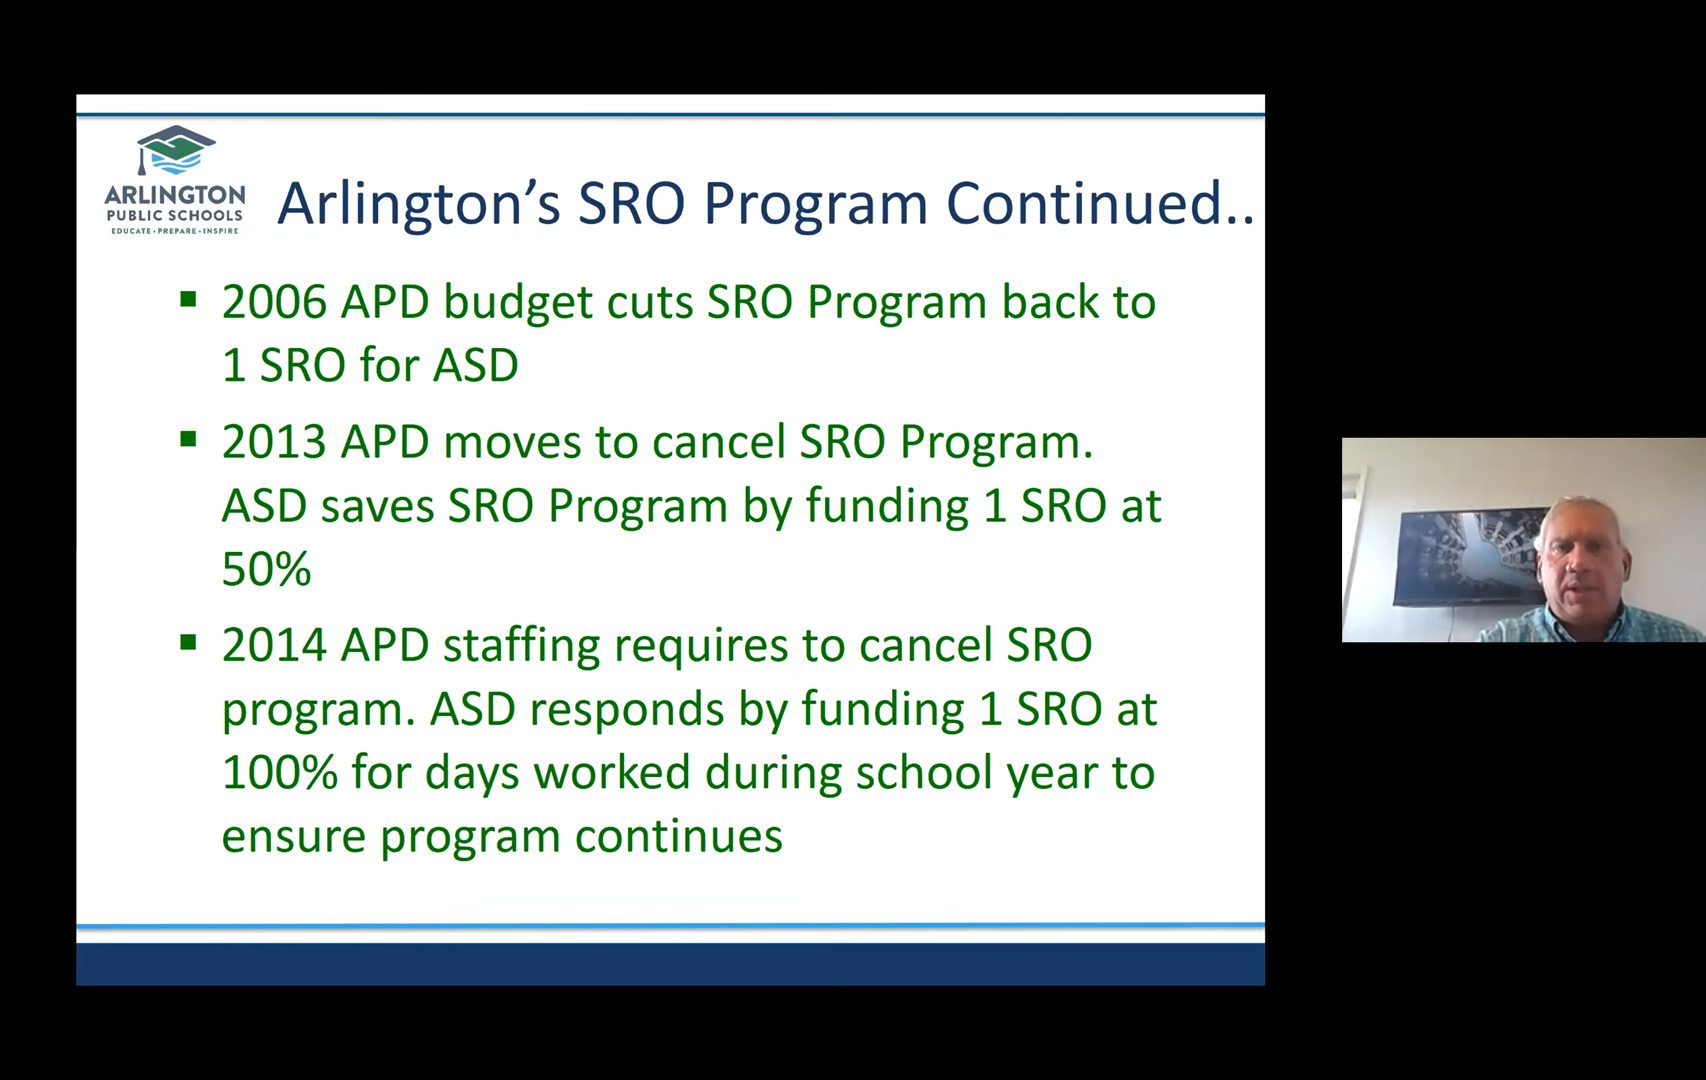 ARLINGTON
PUBLIC SCHOOLS
EDUCATE • PREPARE • INSPIRE
Arlington’s SRO Program Continued..
▪ 2006 APD budget cuts SRO Program back to
1 SRO for ASD
▪ 2013 APD moves to cancel SRO Program.
ASD saves SRO Program by funding 1 SRO at
50%
▪ 2014 APD staffing requires to cancel SRO
program. ASD responds by funding 1 SRO at
100% for days worked during school year to
ensure program continues